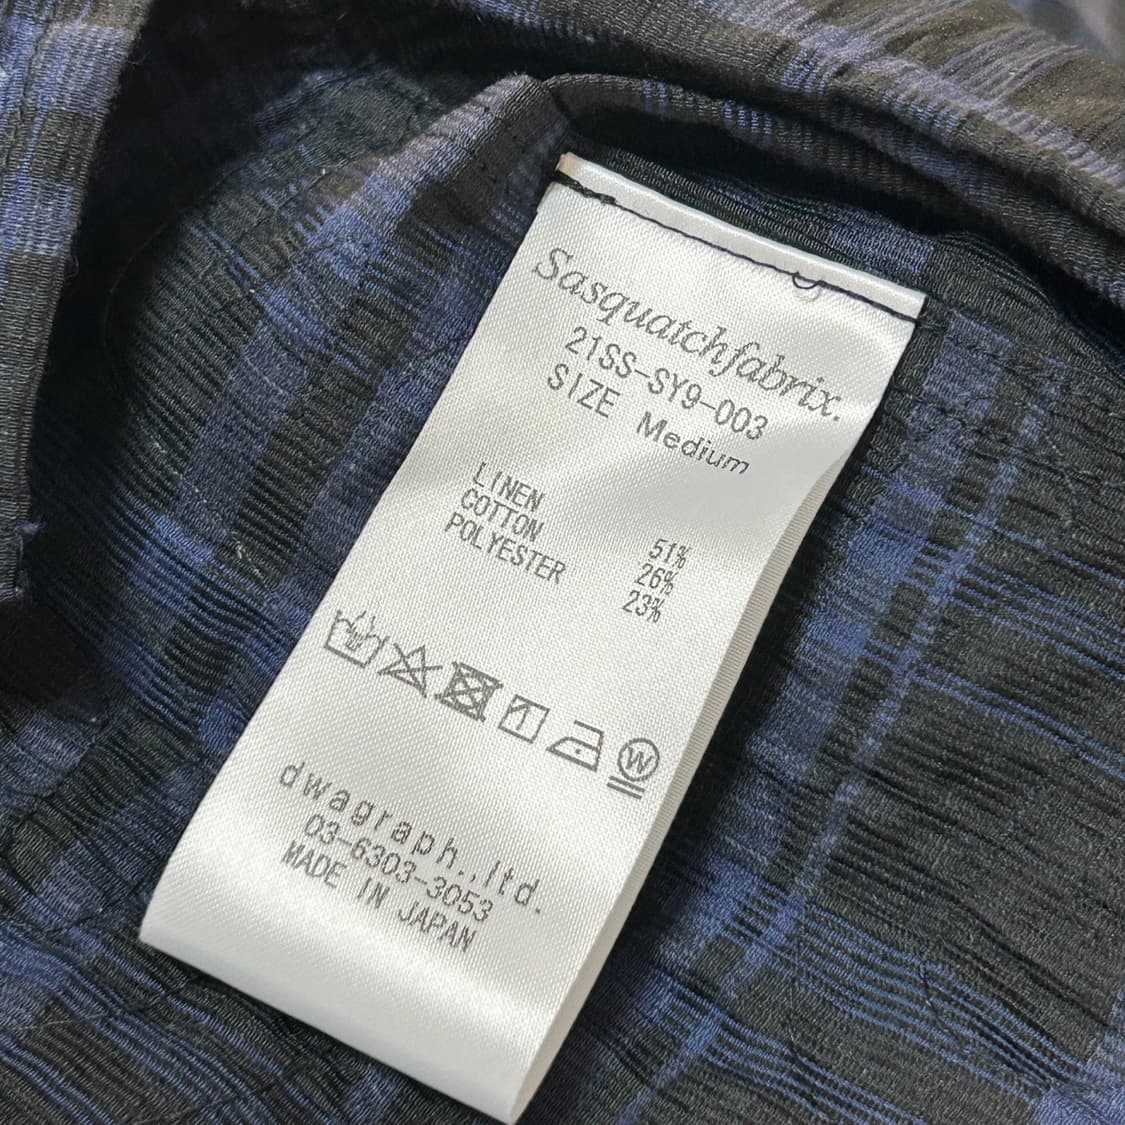 Sasquatchfabrix.
21SS-SY9-003
SIZE Medium
LINEN 51%
COTTON 26%
POLYESTER 23%
W
dwagraph.,ltd.
03-6303-3053
MADE IN JAPAN